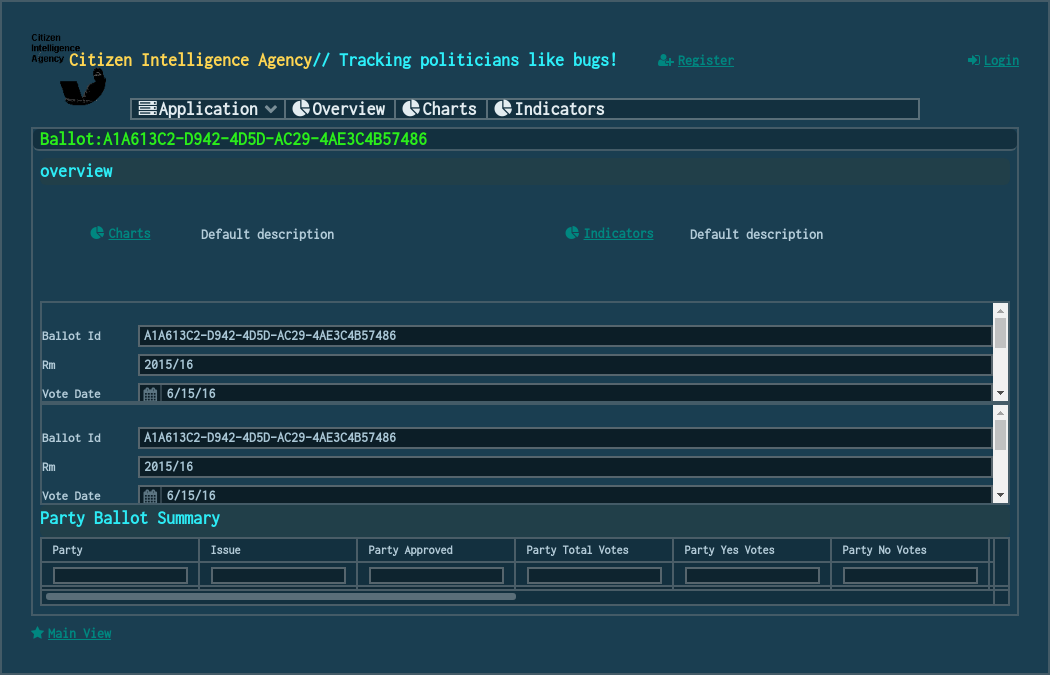 Citizen
Intelligence
Agency
Citizen Intelligence Agency// Tracking politicians like bugs!
Register
Login
Application Overview Charts Indicators
Ballot:A1A613C2-D942-4D5D-AC29-4AE3C4B57486
overview
Charts Default description Indicators Default description
Ballot Id A1A613C2-D942-4D5D-AC29-4AE3C4B57486
Rm 2015/16
Vote Date 6/15/16
Ballot Id A1A613C2-D942-4D5D-AC29-4AE3C4B57486
Rm 2015/16
Vote Date 6/15/16
Party Ballot Summary
Party Issue Party Approved Party Total Votes Party Yes Votes Party No Votes
Main View